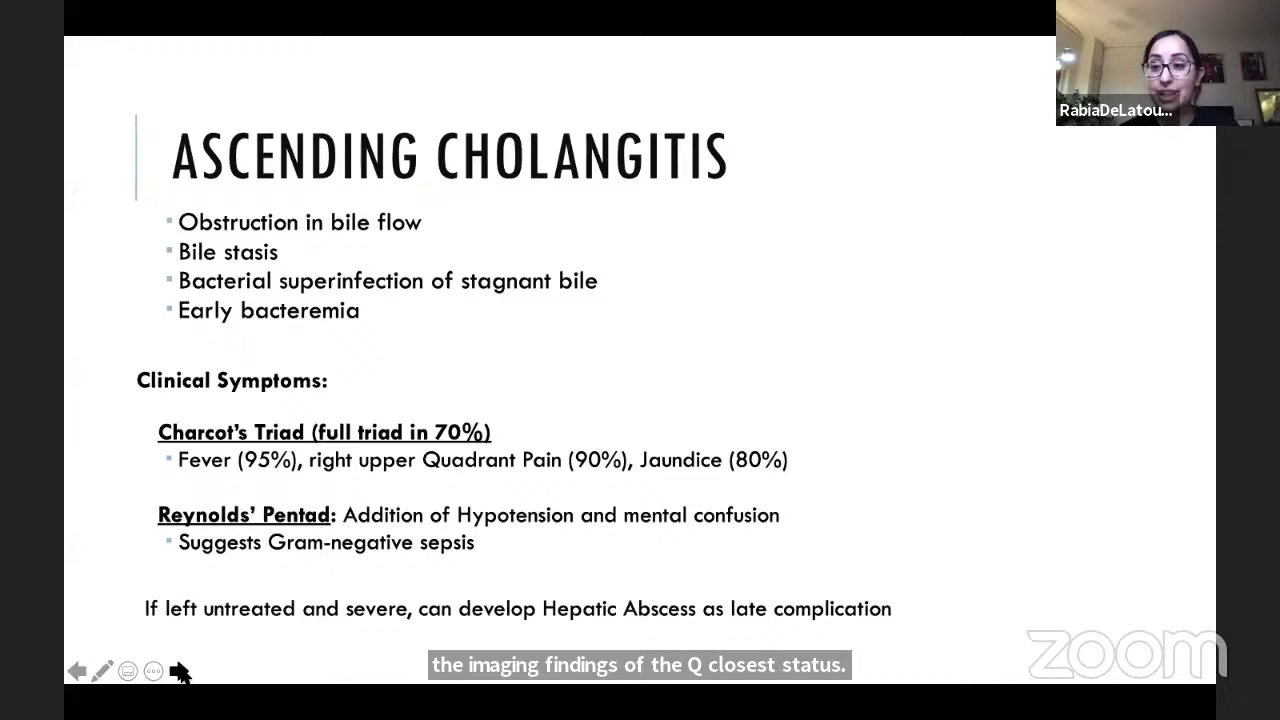 RabiaDeLatou...
ASCENDING CHOLANGITIS
Obstruction in bile flow
Bile stasis
Bacterial superinfection of stagnant bile
Early bacteremia
Clinical Symptoms:
Charcot's Triad (full triad in 70%)
Fever (95%), right upper Quadrant Pain (90%), Jaundice (80%)
Reynolds' Pentad: Addition of Hypotension and mental confusion
Suggests Gram-negative sepsis
If left untreated and severe, can develop Hepatic Abscess as late complication
the imaging findings of the Q closest status.
zoom